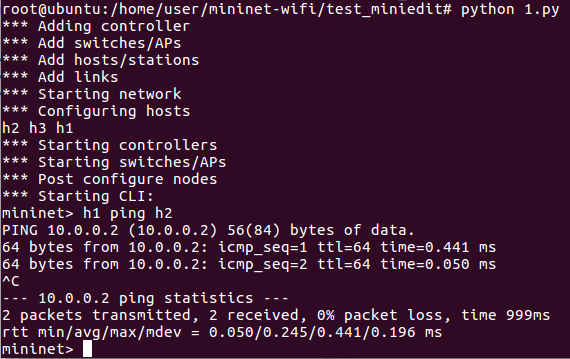 root@ubuntu:/home/user/mininet-wifi/test_miniedit# python 1.py
*** Adding controller
*** Add switches/APs
*** Add hosts/stations
*** Add links
*** Starting network
*** Configuring hosts
h2 h3 h1
*** Starting controllers
*** Starting switches/APs
*** Post configure nodes
*** Starting CLI:
mininet> h1 ping h2
PING 10.0.0.2 (10.0.0.2) 56(84) bytes of data.
64 bytes from 10.0.0.2: icmp_seq=1 ttl=64 time=0.441 ms
64 bytes from 10.0.0.2: icmp_seq=2 ttl=64 time=0.050 ms
^C
--- 10.0.0.2 ping statistics ---
2 packets transmitted, 2 received, 0% packet loss, time 999ms
rtt min/avg/max/mdev = 0.050/0.245/0.441/0.196 ms
mininet>